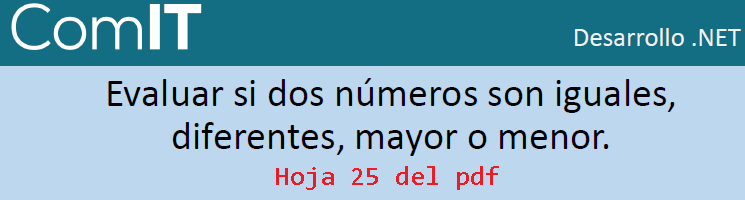 ComIT
Desarrollo .NET
Evaluar si dos números son iguales,
diferentes, mayor o menor.
Hoja 25 del pdf